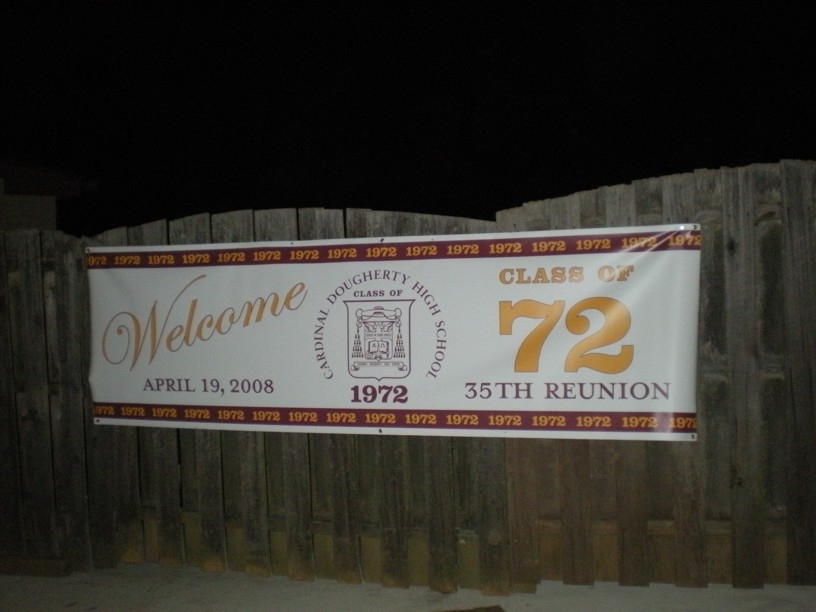 1972 1972 1972 1972 1972 1972 1972 1972 1972 1972 1972 1972 1972 1972 1972
Welcome
APRIL 19, 2008
CARDINAL DOUGHERTY HIGH SCHOOL
CLASS OF
1972
CLASS OF
72
35TH REUNION
1972 1972 1972 1972 1972 1972 1972 1972 1972 1972 1972 1972 1972 1972 1972